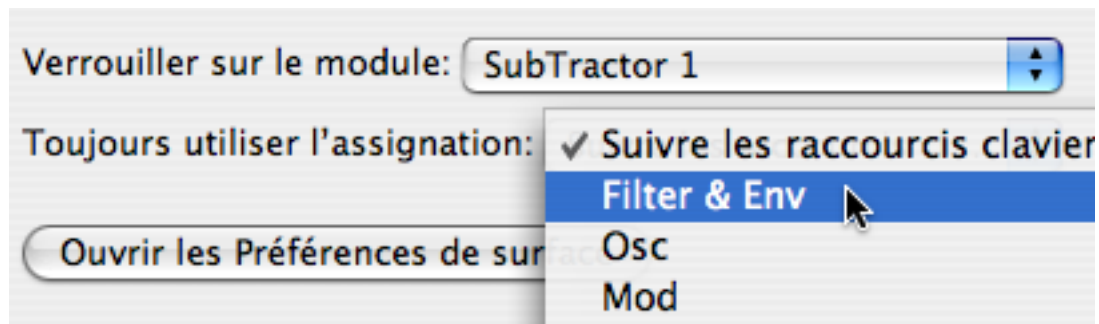 Verrouiller sur le module: SubTractor 1
Toujours utiliser l'assignation: ✓ Suivre les raccourcis clavier
Filter & Env
Ouvrir les Préférences de surface
Osc
Mod